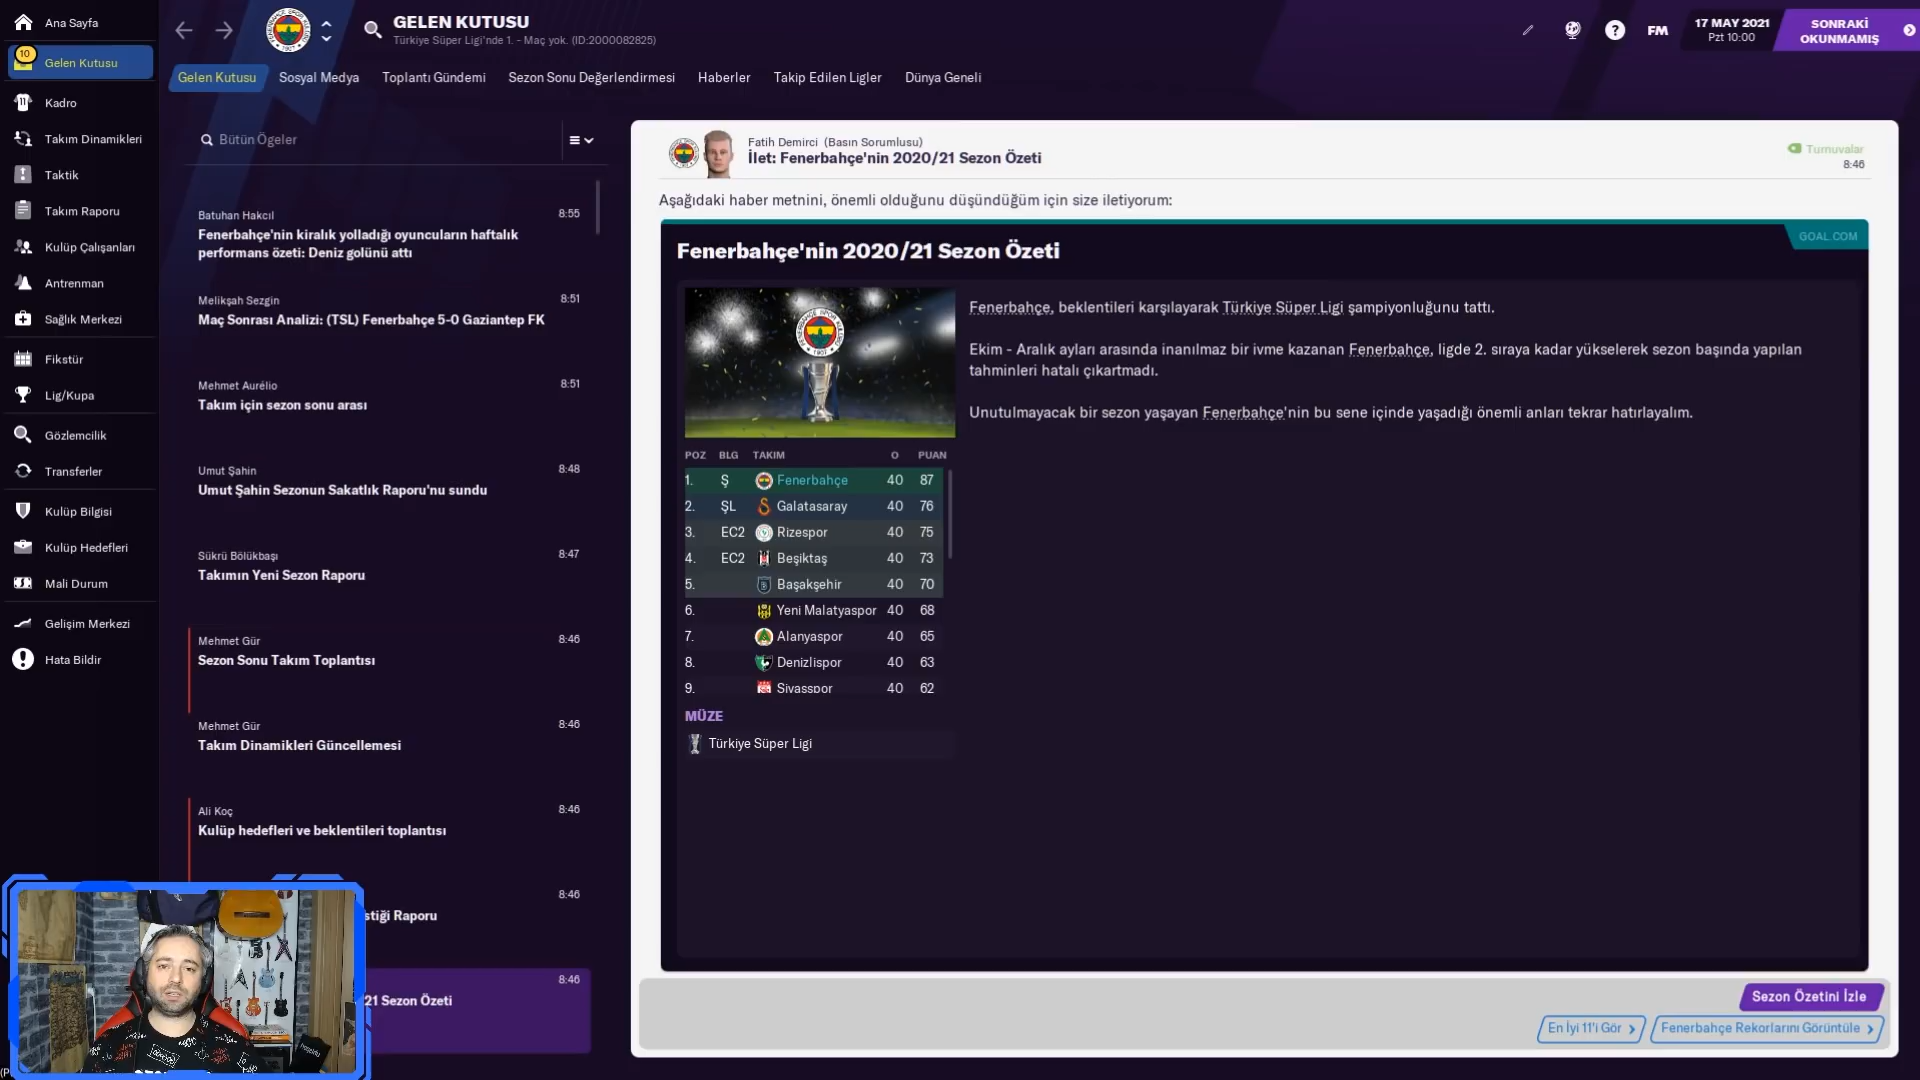 Ana Sayfa
10
Gelen Kutusu
Kadro
Takım Dinamikleri
Taktik
Takım Raporu
Kulüp Çalışanları
Antrenman
Sağlık Merkezi
Fikstür
Lig/Kupa
Gözlemcilik
Transferler
Kulüp Bilgisi
Kulüp Hedefleri
Mali Durum
Gelişim Merkezi
Hata Bildir
GELEN KUTUSU
Türkiye Süper Ligi'nde 1. - Maç yok. (ID:2000082825)
FM
17 MAY 2021
Pzt 10:00
SONRAKİ
OKUNMAMIŞ
Gelen Kutusu
Sosyal Medya
Toplantı Gündemi
Sezon Sonu Değerlendirmesi
Haberler
Takip Edilen Ligler
Dünya Geneli
Bütün Ögeler
Batuhan Hakcıl 8:55
Fenerbahçe'nin kiralık yolladığı oyuncuların haftalık
performans özeti: Deniz golünü attı
Melikşah Sezgin 8:51
Maç Sonrası Analizi: (TSL) Fenerbahçe 5-0 Gaziantep FK
Mehmet Aurélio 8:51
Takım için sezon sonu arası
Umut Şahin 8:48
Umut Şahin Sezonun Sakatlık Raporu'nu sundu
Sükrü Bölükbaşı 8:47
Takımın Yeni Sezon Raporu
Mehmet Gür 8:46
Sezon Sonu Takım Toplantısı
Mehmet Gür 8:46
Takım Dinamikleri Güncellemesi
Ali Koç 8:46
Kulüp hedefleri ve beklentileri toplantısı
8:46
stiği Raporu
8:46
21 Sezon Özeti
Fatih Demirci (Basın Sorumlusu)
İlet: Fenerbahçe'nin 2020/21 Sezon Özeti
Turnuvalar
8:46
Aşağıdaki haber metnini, önemli olduğunu düşündüğüm için size iletiyorum:
GOAL.COM
Fenerbahçe'nin 2020/21 Sezon Özeti
Fenerbahçe, beklentileri karşılayarak Türkiye Süper Ligi şampiyonluğunu tattı.
Ekim - Aralık ayları arasında inanılmaz bir ivme kazanan Fenerbahçe, ligde 2. sıraya kadar yükselerek sezon başında yapılan
tahminleri hatalı çıkartmadı.
Unutulmayacak bir sezon yaşayan Fenerbahçe'nin bu sene içinde yaşadığı önemli anları tekrar hatırlayalım.
POZ BLG TAKIM O PUAN
1. Ş Fenerbahçe 40 87
2. ŞL Galatasaray 40 76
3. EC2 Rizespor 40 75
4. EC2 Beşiktaş 40 73
5. Başakşehir 40 70
6. Yeni Malatyaspor 40 68
7. Alanyaspor 40 65
8. Denizlispor 40 63
9. Sivasspor 40 62
MÜZE
Türkiye Süper Ligi
Sezon Özetini İzle
En İyi 11'i Gör
Fenerbahçe Rekorlarını Görüntüle